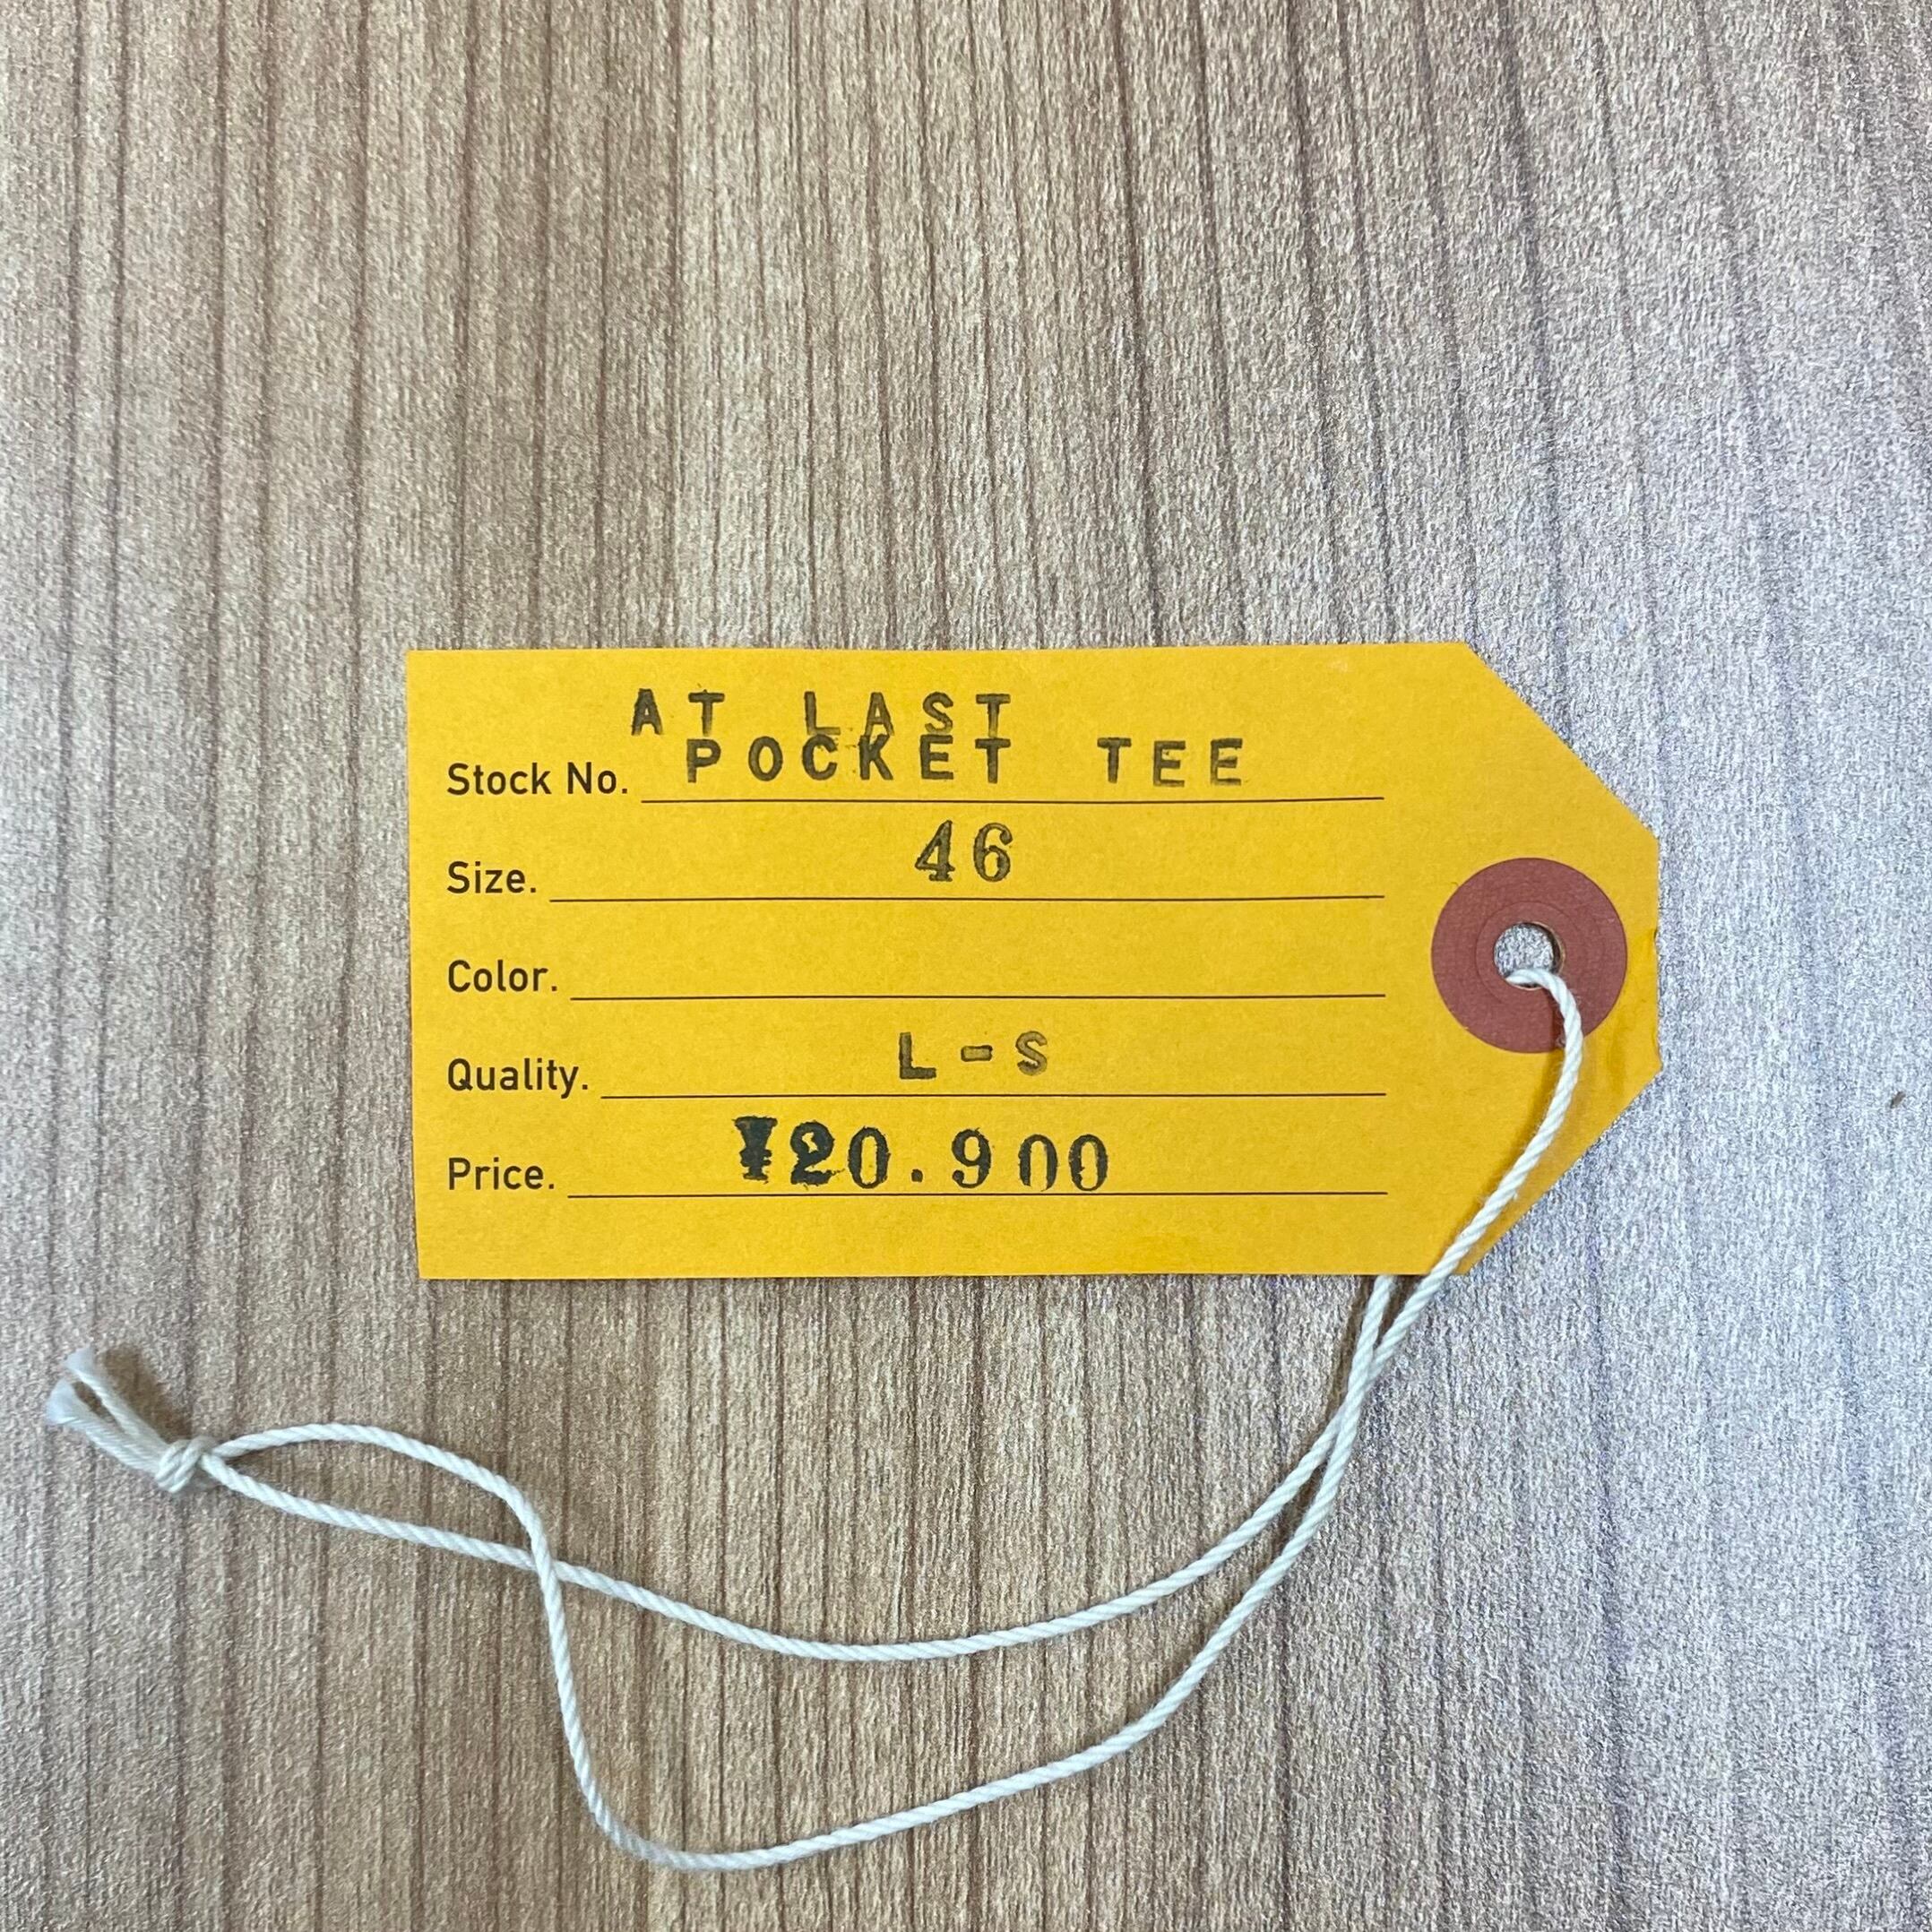 AT LAST
Stock No. POCKET TEE
Size. 46
Color.
Quality. L-S
Price. ¥20.900